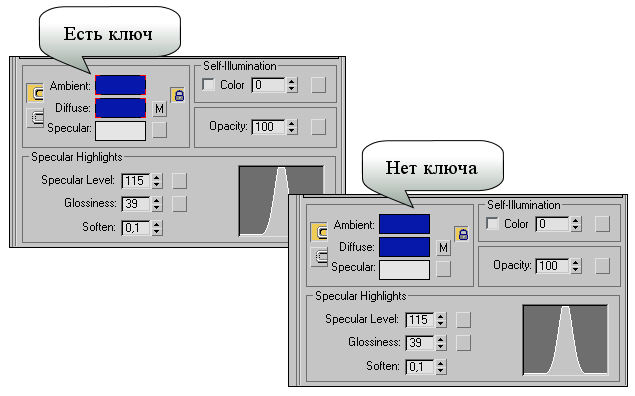 Есть ключ
Ambient:
Diffuse: M
Specular:
Self-Illumination
Color 0
Opacity: 100
Specular Highlights
Specular Level: 115
Glossiness: 39
Soften: 0,1
Нет ключа
Ambient:
Diffuse: M
Specular:
Self-Illumination
Color 0
Opacity: 100
Specular Highlights
Specular Level: 115
Glossiness: 39
Soften: 0,1